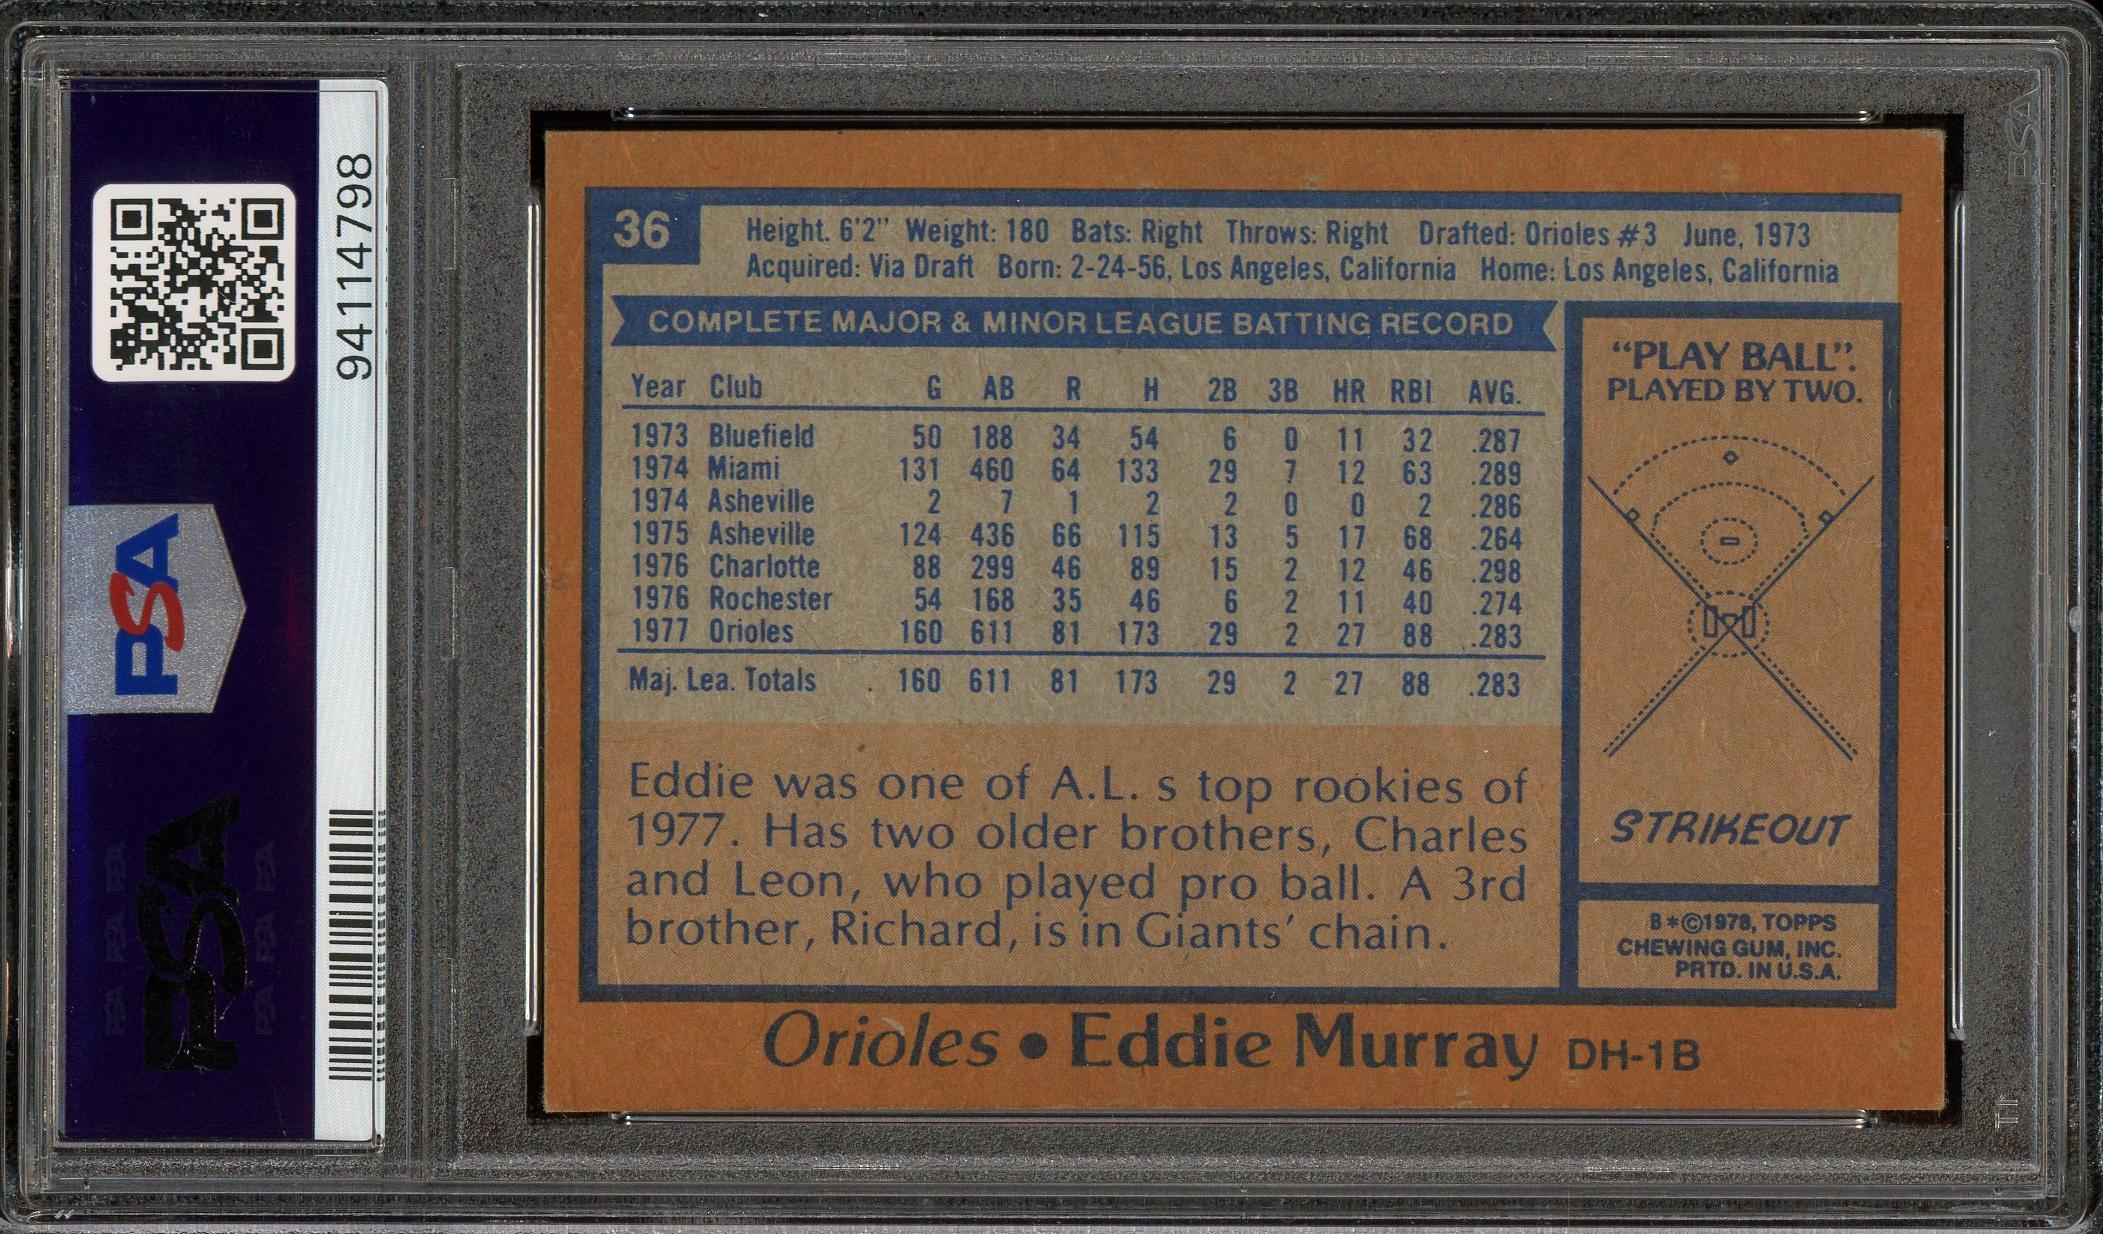 94114798
PSA
PSA
36
Height. 6'2" Weight: 180 Bats: Right Throws: Right Drafted: Orioles #3 June, 1973
Acquired: Via Draft Born: 2-24-56, Los Angeles, California Home: Los Angeles, California
COMPLETE MAJOR & MINOR LEAGUE BATTING RECORD
Year Club G AB R H 2B 3B HR RBI AVG.
1973 Bluefield 50 188 34 54 6 0 11 32 .287
1974 Miami 131 460 64 133 29 7 12 63 .289
1974 Asheville 2 7 1 2 2 0 0 2 .286
1975 Asheville 124 436 66 115 13 5 17 68 .264
1976 Charlotte 88 299 46 89 15 2 12 46 .298
1976 Rochester 54 168 35 46 6 2 11 40 .274
1977 Orioles 160 611 81 173 29 2 27 88 .283
Maj. Lea. Totals . 160 611 81 173 29 2 27 88 .283
Eddie was one of A.L. s top rookies of
1977. Has two older brothers, Charles
and Leon, who played pro ball. A 3rd
brother, Richard, is in Giants' chain.
"PLAY BALL".
PLAYED BY TWO.
STRIKEOUT
B*©1978, TOPPS
CHEWING GUM, INC.
PRTD. IN U.S.A.
Orioles • Eddie Murray DH-1B
PSA